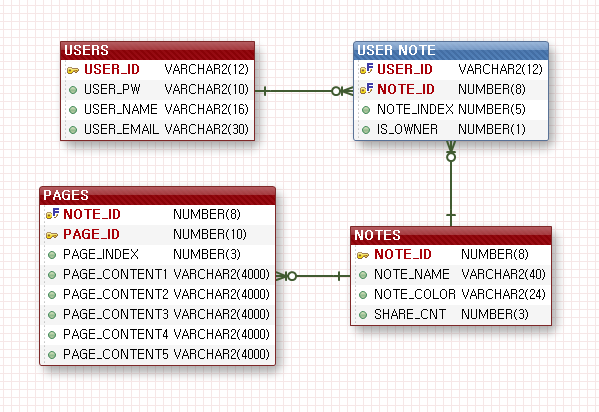 USERS
USER_ID VARCHAR2(12)
USER_PW VARCHAR2(10)
USER_NAME VARCHAR2(16)
USER_EMAIL VARCHAR2(30)
USER NOTE
USER_ID VARCHAR2(12)
NOTE_ID NUMBER(8)
NOTE_INDEX NUMBER(5)
IS_OWNER NUMBER(1)
PAGES
NOTE_ID NUMBER(8)
PAGE_ID NUMBER(10)
PAGE_INDEX NUMBER(3)
PAGE_CONTENT1 VARCHAR2(4000)
PAGE_CONTENT2 VARCHAR2(4000)
PAGE_CONTENT3 VARCHAR2(4000)
PAGE_CONTENT4 VARCHAR2(4000)
PAGE_CONTENT5 VARCHAR2(4000)
NOTES
NOTE_ID NUMBER(8)
NOTE_NAME VARCHAR2(40)
NOTE_COLOR VARCHAR2(24)
SHARE_CNT NUMBER(3)